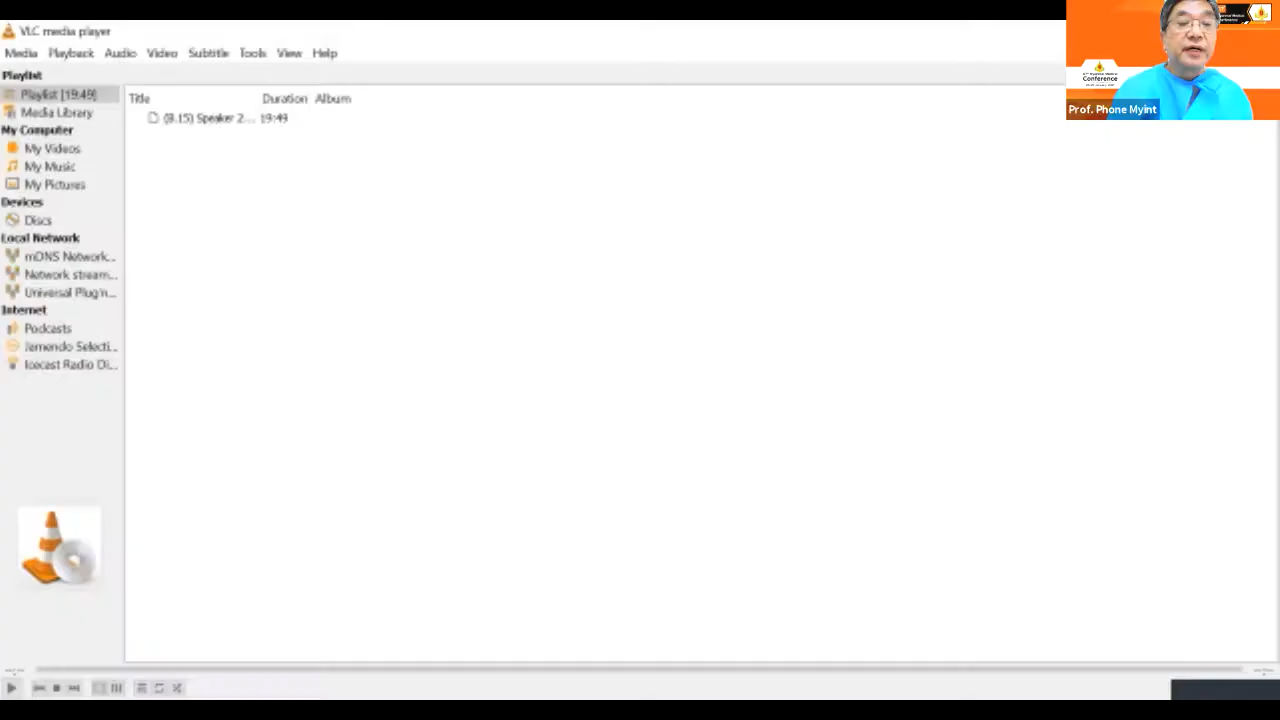 VLC media player
Media Playback Audio Video Subtitle Tools View Help
Playlist
Playlist [19:49]
Media Library
My Computer
My Videos
My Music
My Pictures
Devices
Discs
Local Network
mDNS Network...
Network stream...
Universal Plug'n...
Internet
Podcasts
Jamendo Selecti...
Icecast Radio Di...
Title Duration Album
(8.15) Speaker 2... 19:49
Conference
Prof. Phone Myint